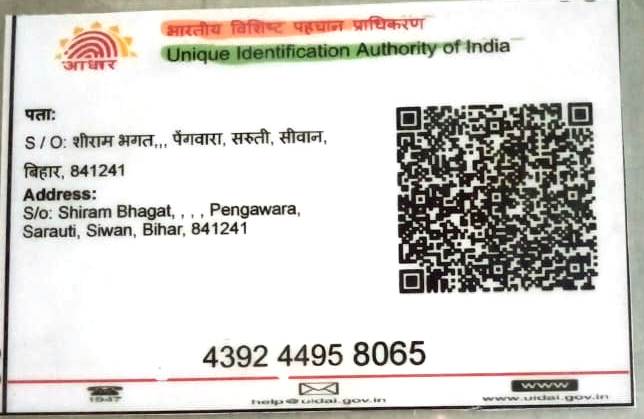 भारतीय विशिष्ट पहचान प्राधिकरण
Unique Identification Authority of India
आधार
पता:
S / O: शीराम भगत,,, पेंगवारा, सरुती, सीवान,
बिहार, 841241
Address:
S/o: Shiram Bhagat, , , , Pengawara,
Sarauti, Siwan, Bihar, 841241
4392 4495 8065
1947
help@uidai.gov.in
WWW
www.uidai.gov.in